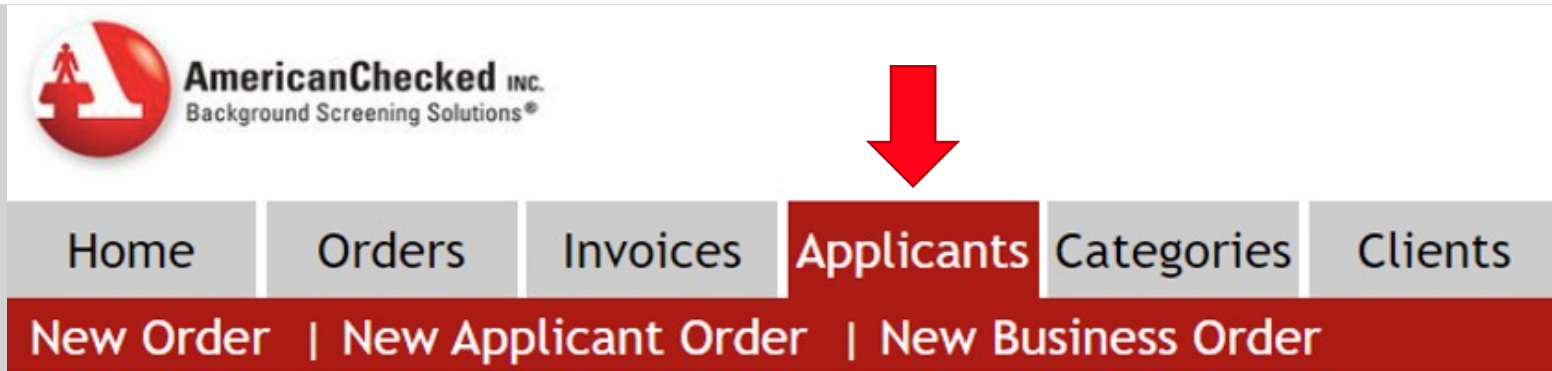 AmericanChecked INC.
Background Screening Solutions®
Home Orders Invoices Applicants Categories Clients
New Order | New Applicant Order | New Business Order